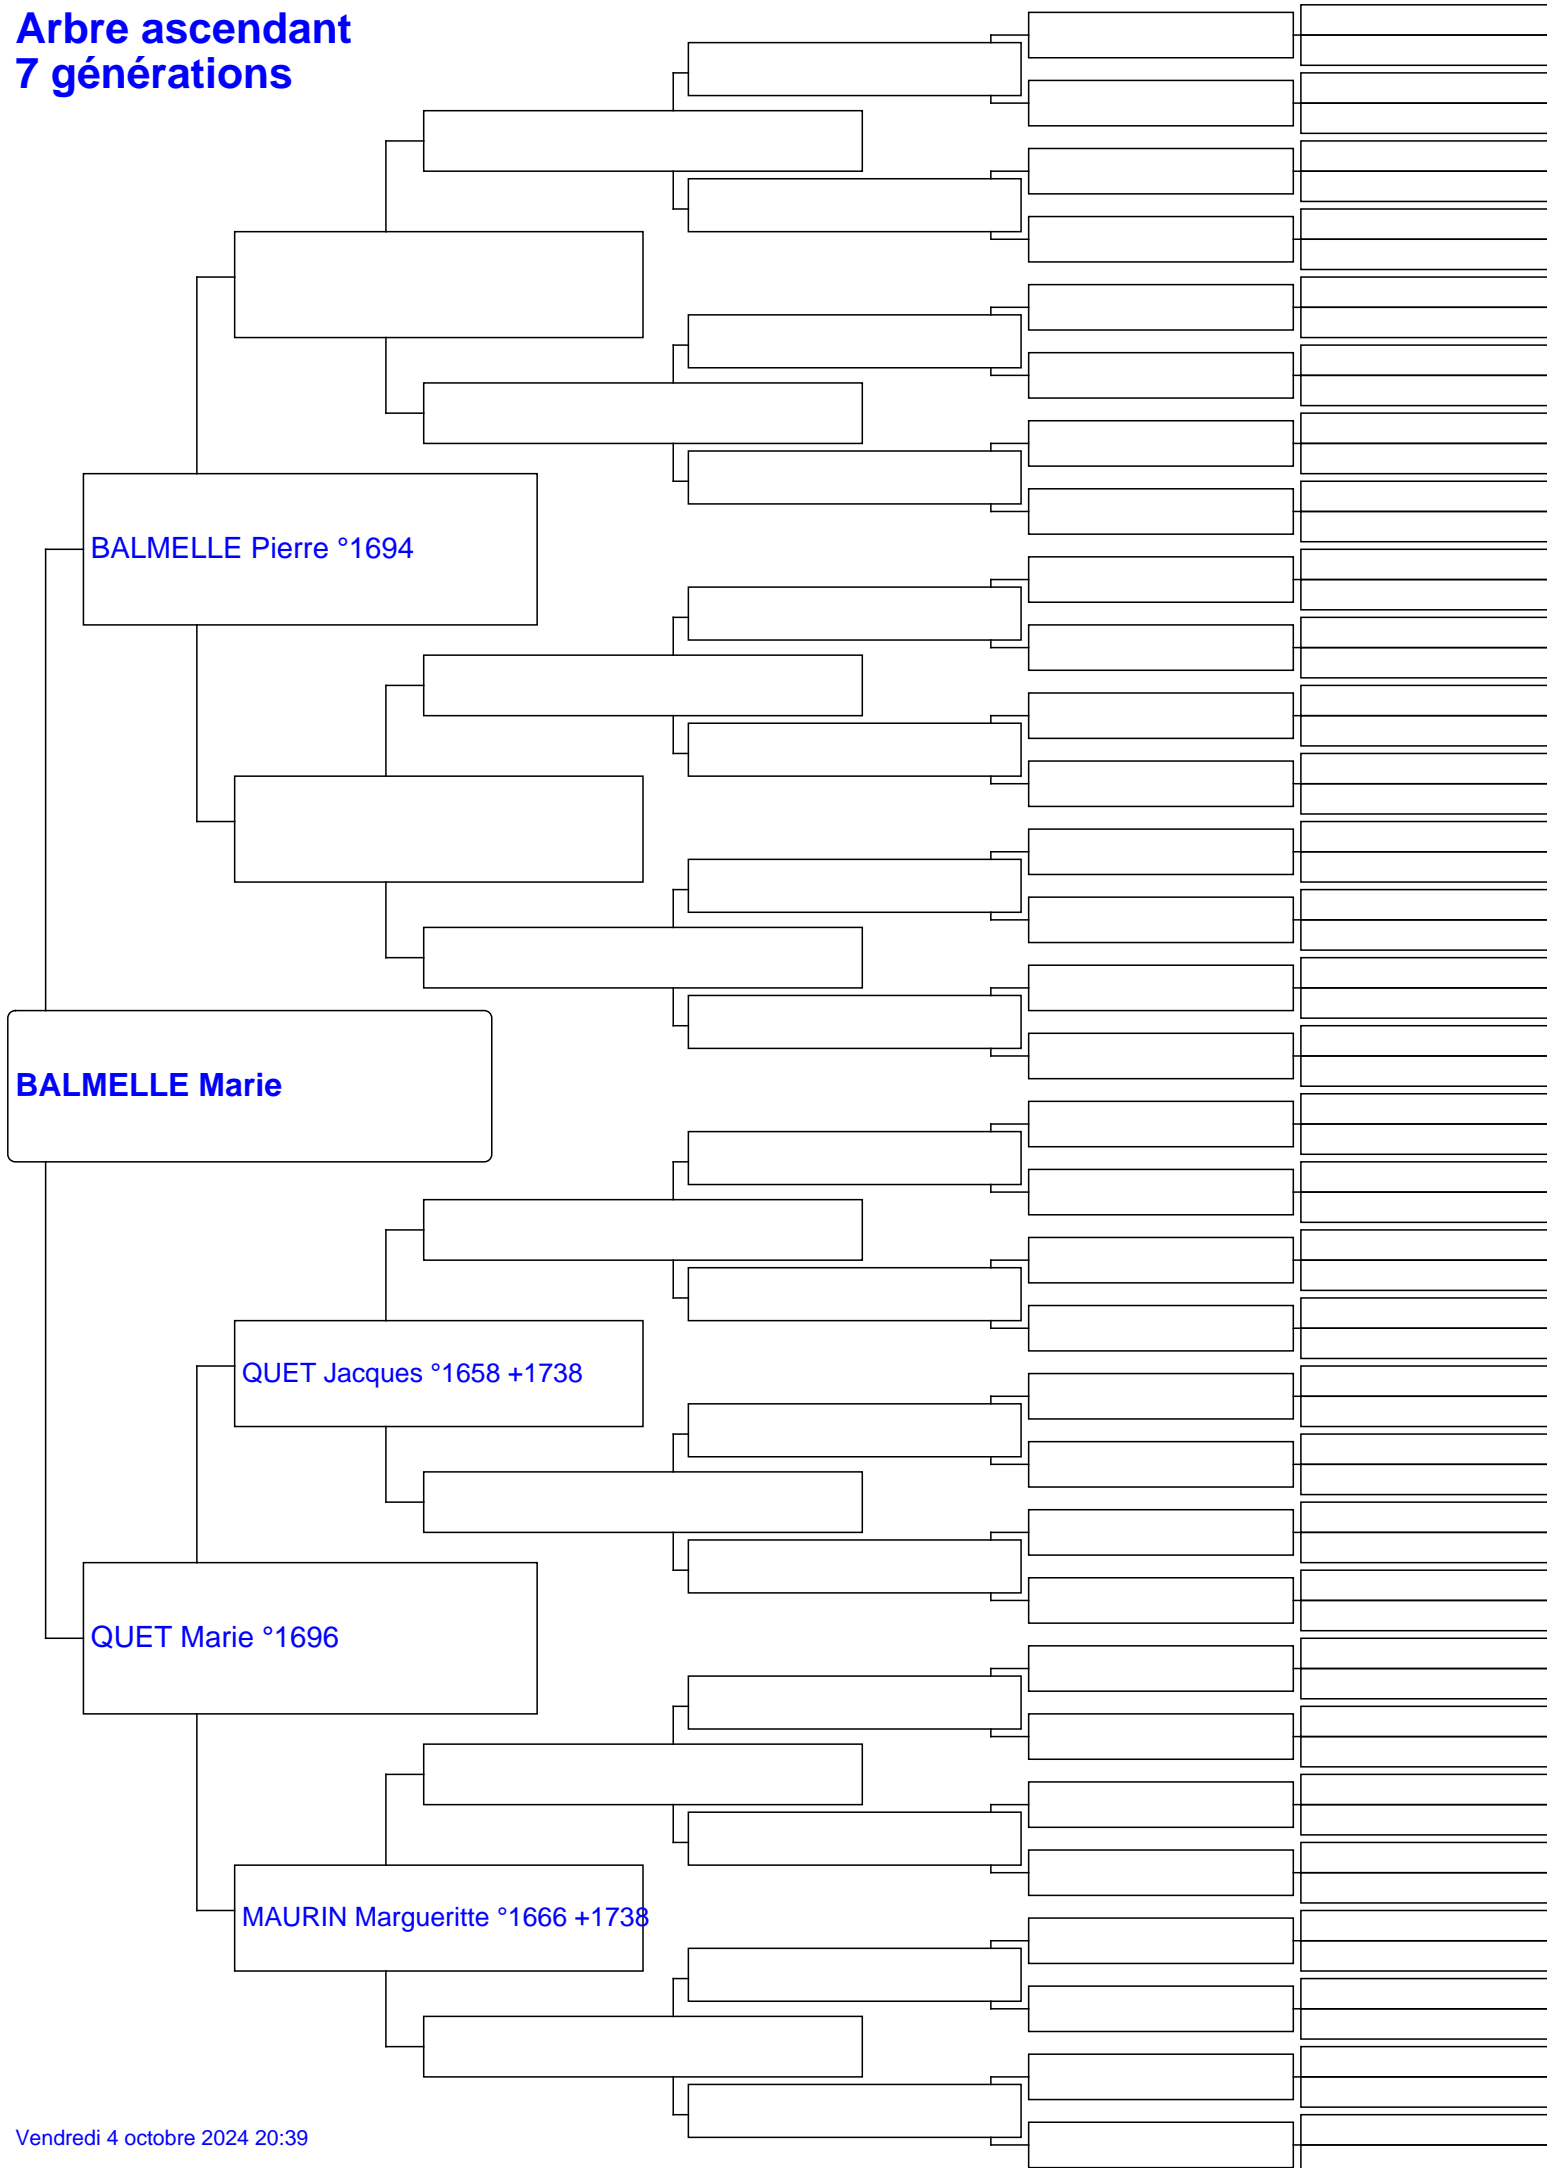 Arbre ascendant
7 générations
BALMELLE Pierre °1694
BALMELLE Marie
QUET Jacques °1658 +1738
QUET Marie °1696
MAURIN Margueritte °1666 +1738
Vendredi 4 octobre 2024 20:39